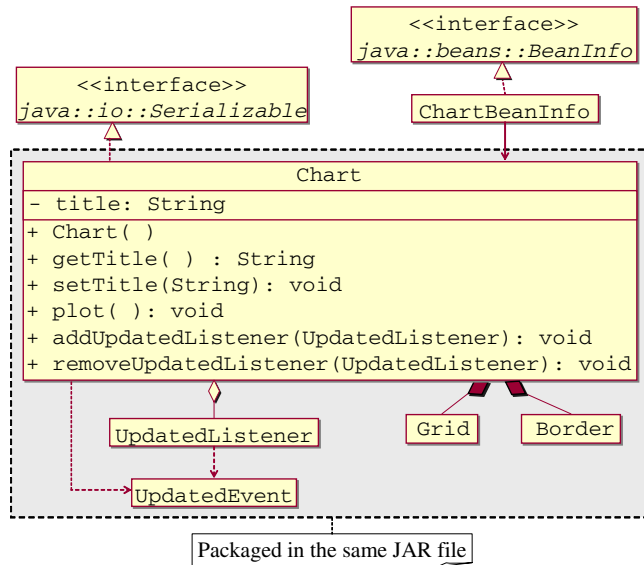 <<interface>>
java::beans::BeanInfo
<<interface>>
java::io::Serializable
ChartBeanInfo
Chart
- title: String
+ Chart( )
+ getTitle( ) : String
+ setTitle(String): void
+ plot( ): void
+ addUpdatedListener(UpdatedListener): void
+ removeUpdatedListener(UpdatedListener): void
UpdatedListener
Grid
Border
UpdatedEvent
Packaged in the same JAR file